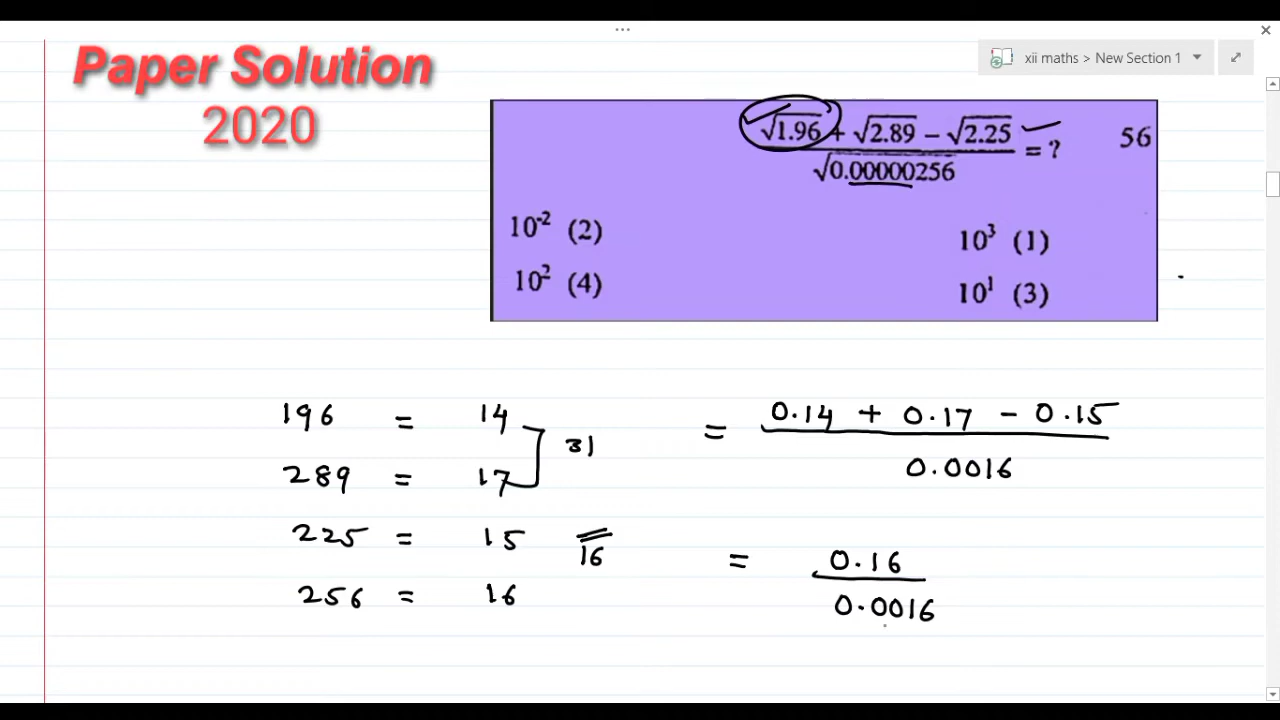 Paper Solution
2020
xii maths > New Section 1
√1.96 + √2.89 − √2.25
= ?
56
√0.00000256
10⁻² (2)
10³ (1)
10² (4)
10¹ (3)
196 = 14
31
289 = 17
225 = 15
16
256 = 16
= 0.14 + 0.17 − 0.15
0.0016
= 0.16
0.0016